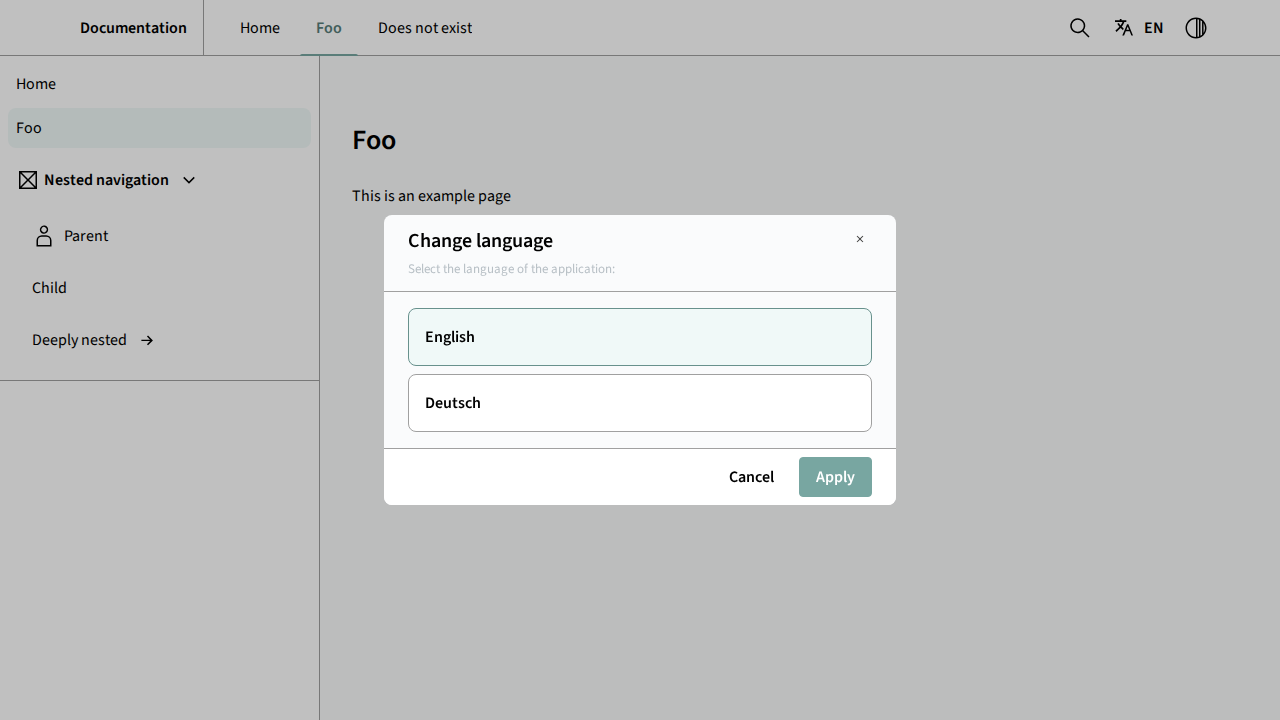 Documentation
Home
Foo
Does not exist
EN
Home
Foo
Nested navigation
Parent
Child
Deeply nested
Foo
This is an example page
Change language
Select the language of the application:
English
Deutsch
Cancel
Apply